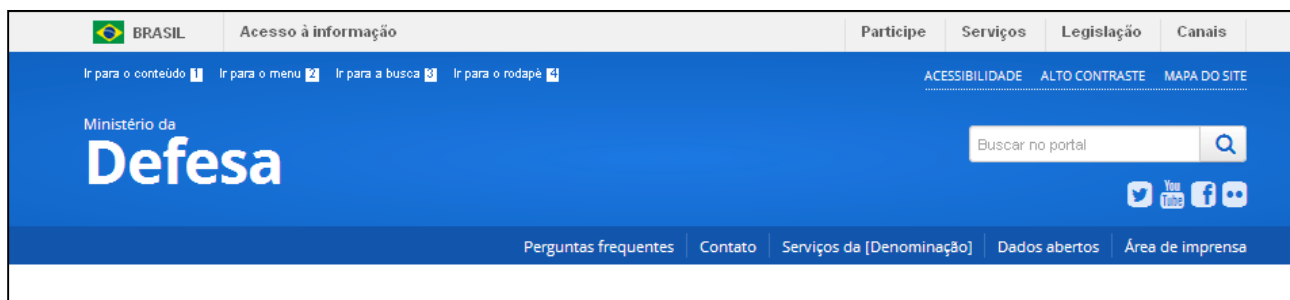 BRASIL Acesso à informação Participe Serviços Legislação Canais
Ir para o conteúdo 1 Ir para o menu 2 Ir para a busca 3 Ir para o rodapé 4 ACESSIBILIDADE ALTO CONTRASTE MAPA DO SITE
Ministério da
Defesa
Buscar no portal
You
Tube
Perguntas frequentes Contato Serviços da [Denominação] Dados abertos Área de imprensa